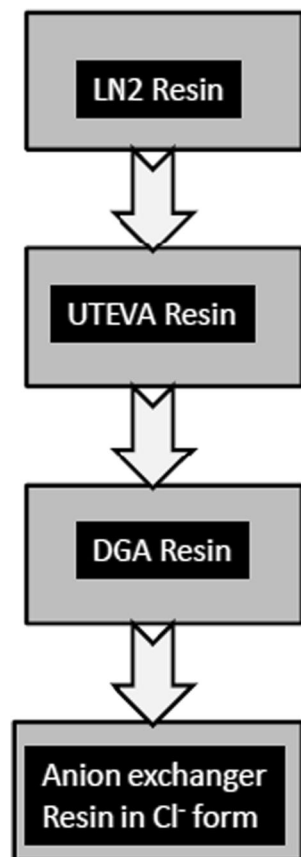 LN2 Resin
UTEVA Resin
DGA Resin
Anion exchanger
Resin in Cl⁻ form